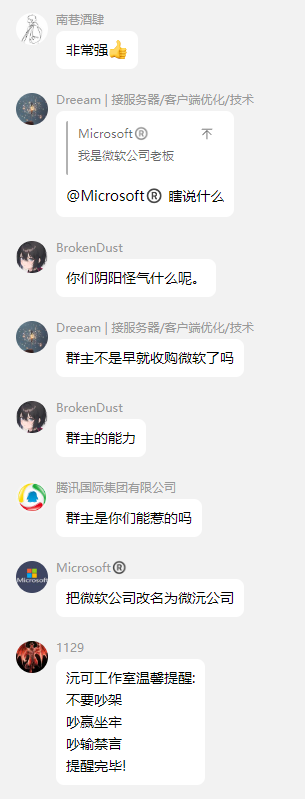 南巷酒肆
非常强👍
Dreeam | 接服务器/客户端优化/技术
Microsoft®
我是微软公司老板
@Microsoft® 瞎说什么
BrokenDust
你们阴阳怪气什么呢。
Dreeam | 接服务器/客户端优化/技术
群主不是早就收购微软了吗
BrokenDust
群主的能力
腾讯国际集团有限公司
群主是你们能惹的吗
Microsoft®
把微软公司改名为微沅公司
1129
沅可工作室温馨提醒:
不要吵架
吵赢坐牢
吵输禁言
提醒完毕!